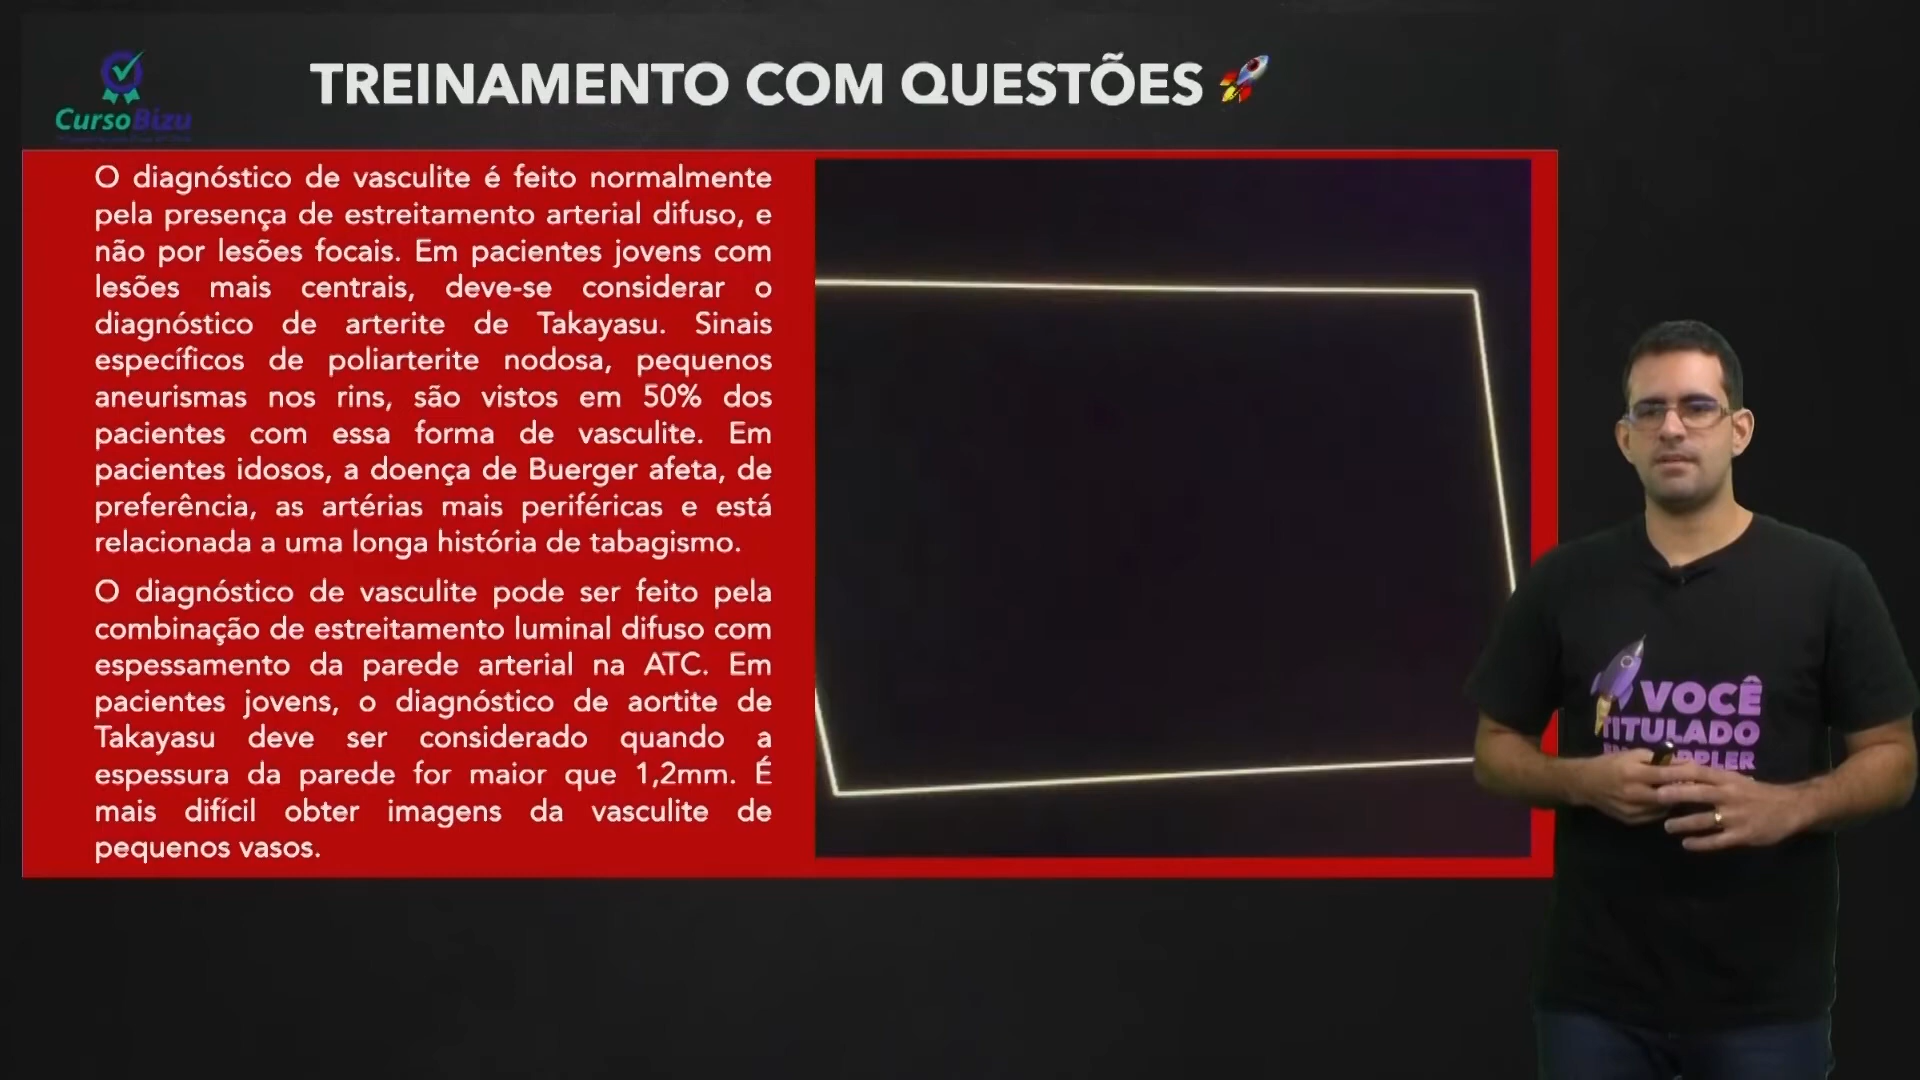 TREINAMENTO COM QUESTÕES
CursoBizu
O diagnóstico de vasculite é feito normalmente
pela presença de estreitamento arterial difuso, e
não por lesões focais. Em pacientes jovens com
lesões mais centrais, deve-se considerar o
diagnóstico de arterite de Takayasu. Sinais
específicos de poliarterite nodosa, pequenos
aneurismas nos rins, são vistos em 50% dos
pacientes com essa forma de vasculite. Em
pacientes idosos, a doença de Buerger afeta, de
preferência, as artérias mais periféricas e está
relacionada a uma longa história de tabagismo.
O diagnóstico de vasculite pode ser feito pela
combinação de estreitamento luminal difuso com
espessamento da parede arterial na ATC. Em
pacientes jovens, o diagnóstico de aortite de
Takayasu deve ser considerado quando a
espessura da parede for maior que 1,2mm. É
mais difícil obter imagens da vasculite de
pequenos vasos.
VOCÊ
TITULADO